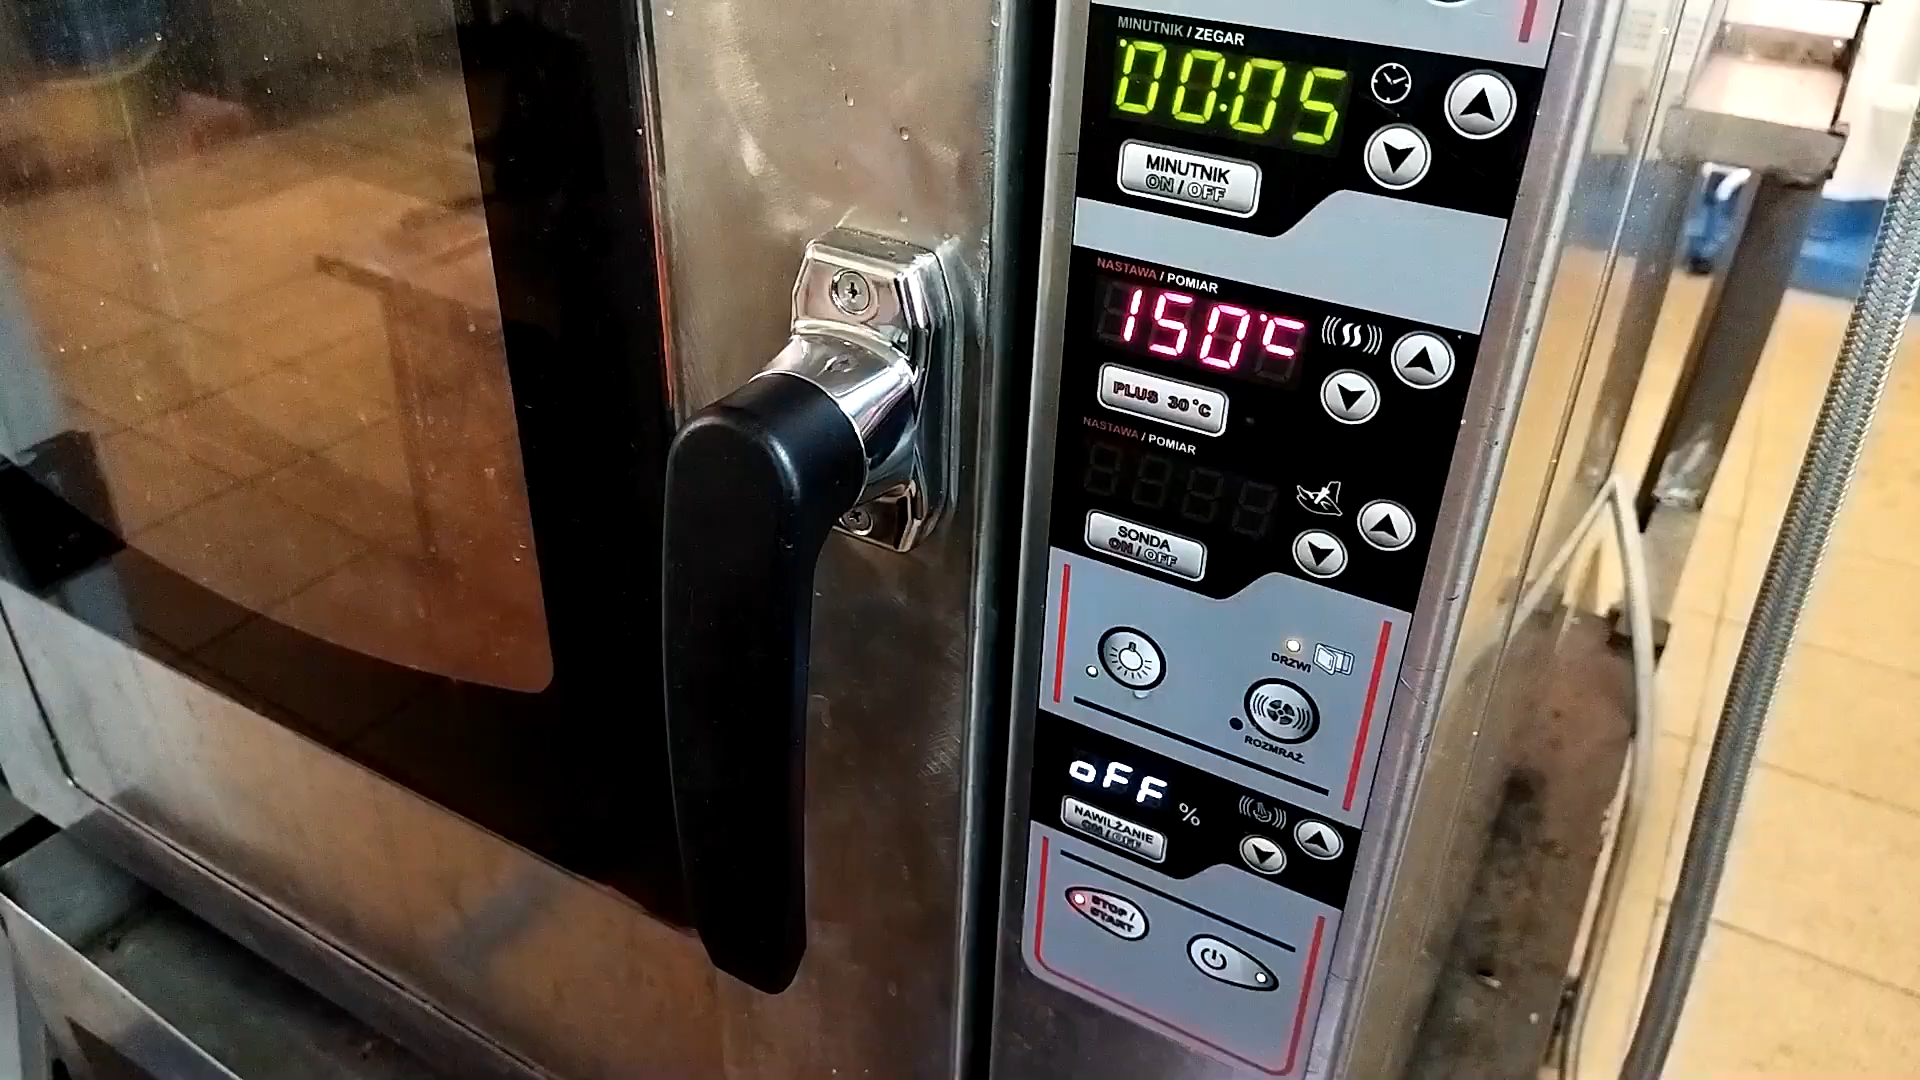 MINUTNIK / ZEGAR
00:05
MINUTNIK
ON / OFF
NASTAWA / POMIAR
150°C
PLUS 30°C
NASTAWA / POMIAR
SONDA
ON / OFF
DRZWI
ROZMRAŻ.
oFF %
NAWILŻANIE
ON / OFF
STOP /
START